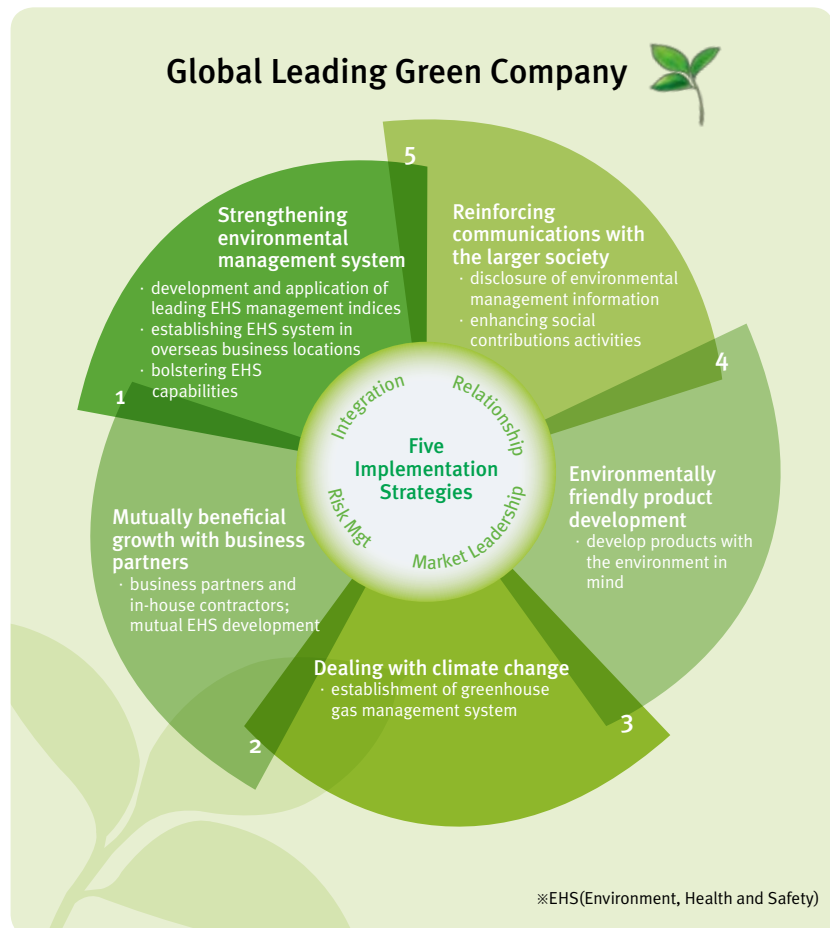 Global Leading Green Company
5
Strengthening
environmental
management system
· development and application of
leading EHS management indices
· establishing EHS system in
overseas business locations
· bolstering EHS
capabilities
Reinforcing
communications with
the larger society
· disclosure of environmental
management information
· enhancing social
contributions activities
4
1
Integration
Relationship
Five
Implementation
Strategies
Risk Mgt
Market Leadership
Environmentally
friendly product
development
· develop products with
the environment in
mind
Mutually beneficial
growth with business
partners
· business partners and
in-house contractors;
mutual EHS development
Dealing with climate change
· establishment of greenhouse
gas management system
3
2
※EHS(Environment, Health and Safety)